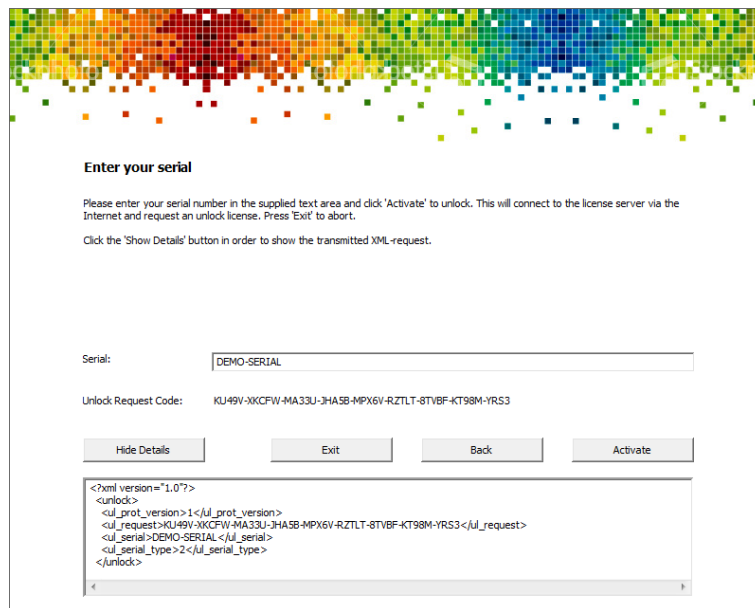 Enter your serial
Please enter your serial number in the supplied text area and click 'Activate' to unlock. This will connect to the license server via the
Internet and request an unlock license. Press 'Exit' to abort.
Click the 'Show Details' button in order to show the transmitted XML-request.
Serial: DEMO-SERIAL
Unlock Request Code: KU49V-XKCFW-MA33U-JHA5B-MPX6V-RZTLT-8TVBF-KT98M-YRS3
Hide Details Exit Back Activate
<?xml version="1.0"?>
<unlock>
<ul_prot_version>1</ul_prot_version>
<ul_request>KU49V-XKCFW-MA33U-JHA5B-MPX6V-RZTLT-8TVBF-KT98M-YRS3</ul_request>
<ul_serial>DEMO-SERIAL</ul_serial>
<ul_serial_type>2</ul_serial_type>
</unlock>